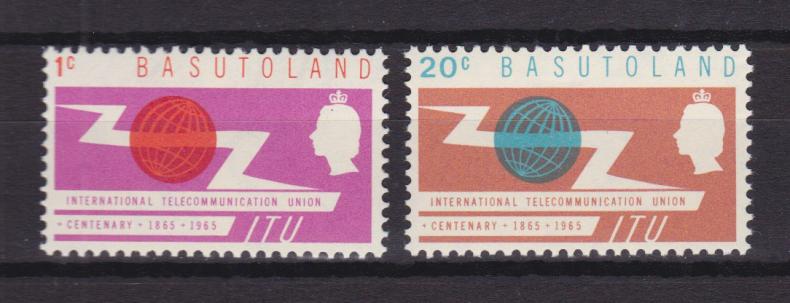 1c BASUTOLAND
INTERNATIONAL TELECOMMUNICATION UNION
+ CENTENARY + 1865 + 1965 ITU
20c BASUTOLAND
INTERNATIONAL TELECOMMUNICATION UNION
+ CENTENARY + 1865 + 1965 ITU